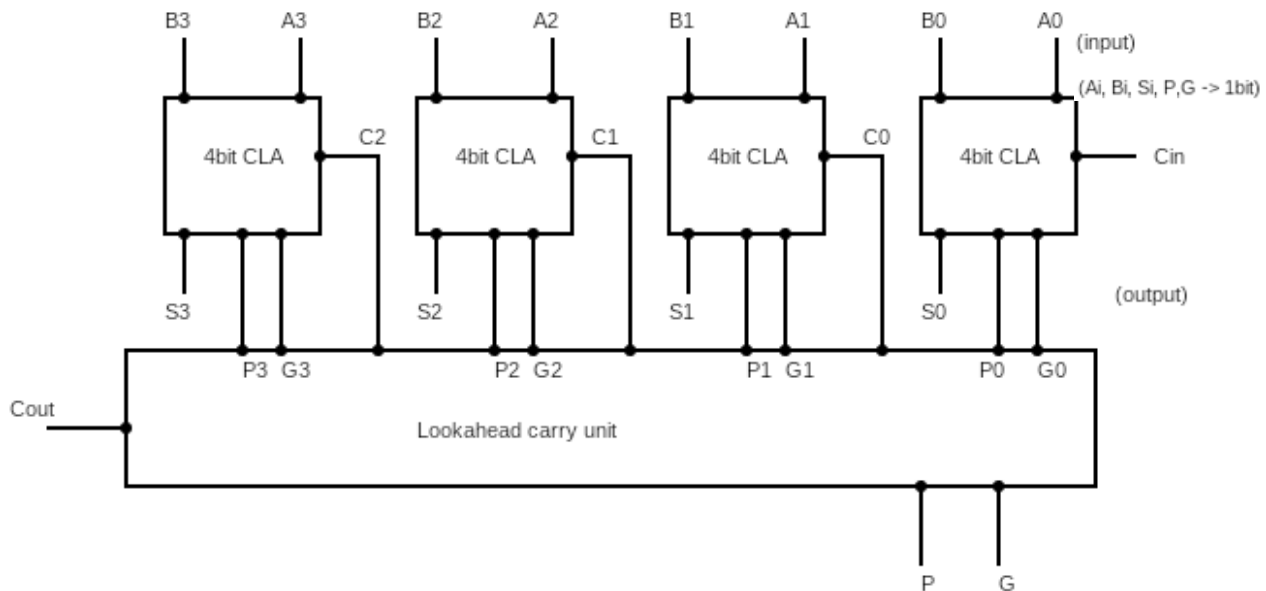 B3 A3 B2 A2 B1 A1 B0 A0
(input)
(Ai, Bi, Si, P,G -> 1bit)
C2 C1 C0
4bit CLA 4bit CLA 4bit CLA 4bit CLA Cin
(output)
S3 S2 S1 S0
P3 G3 P2 G2 P1 G1 P0 G0
Cout
Lookahead carry unit
P G